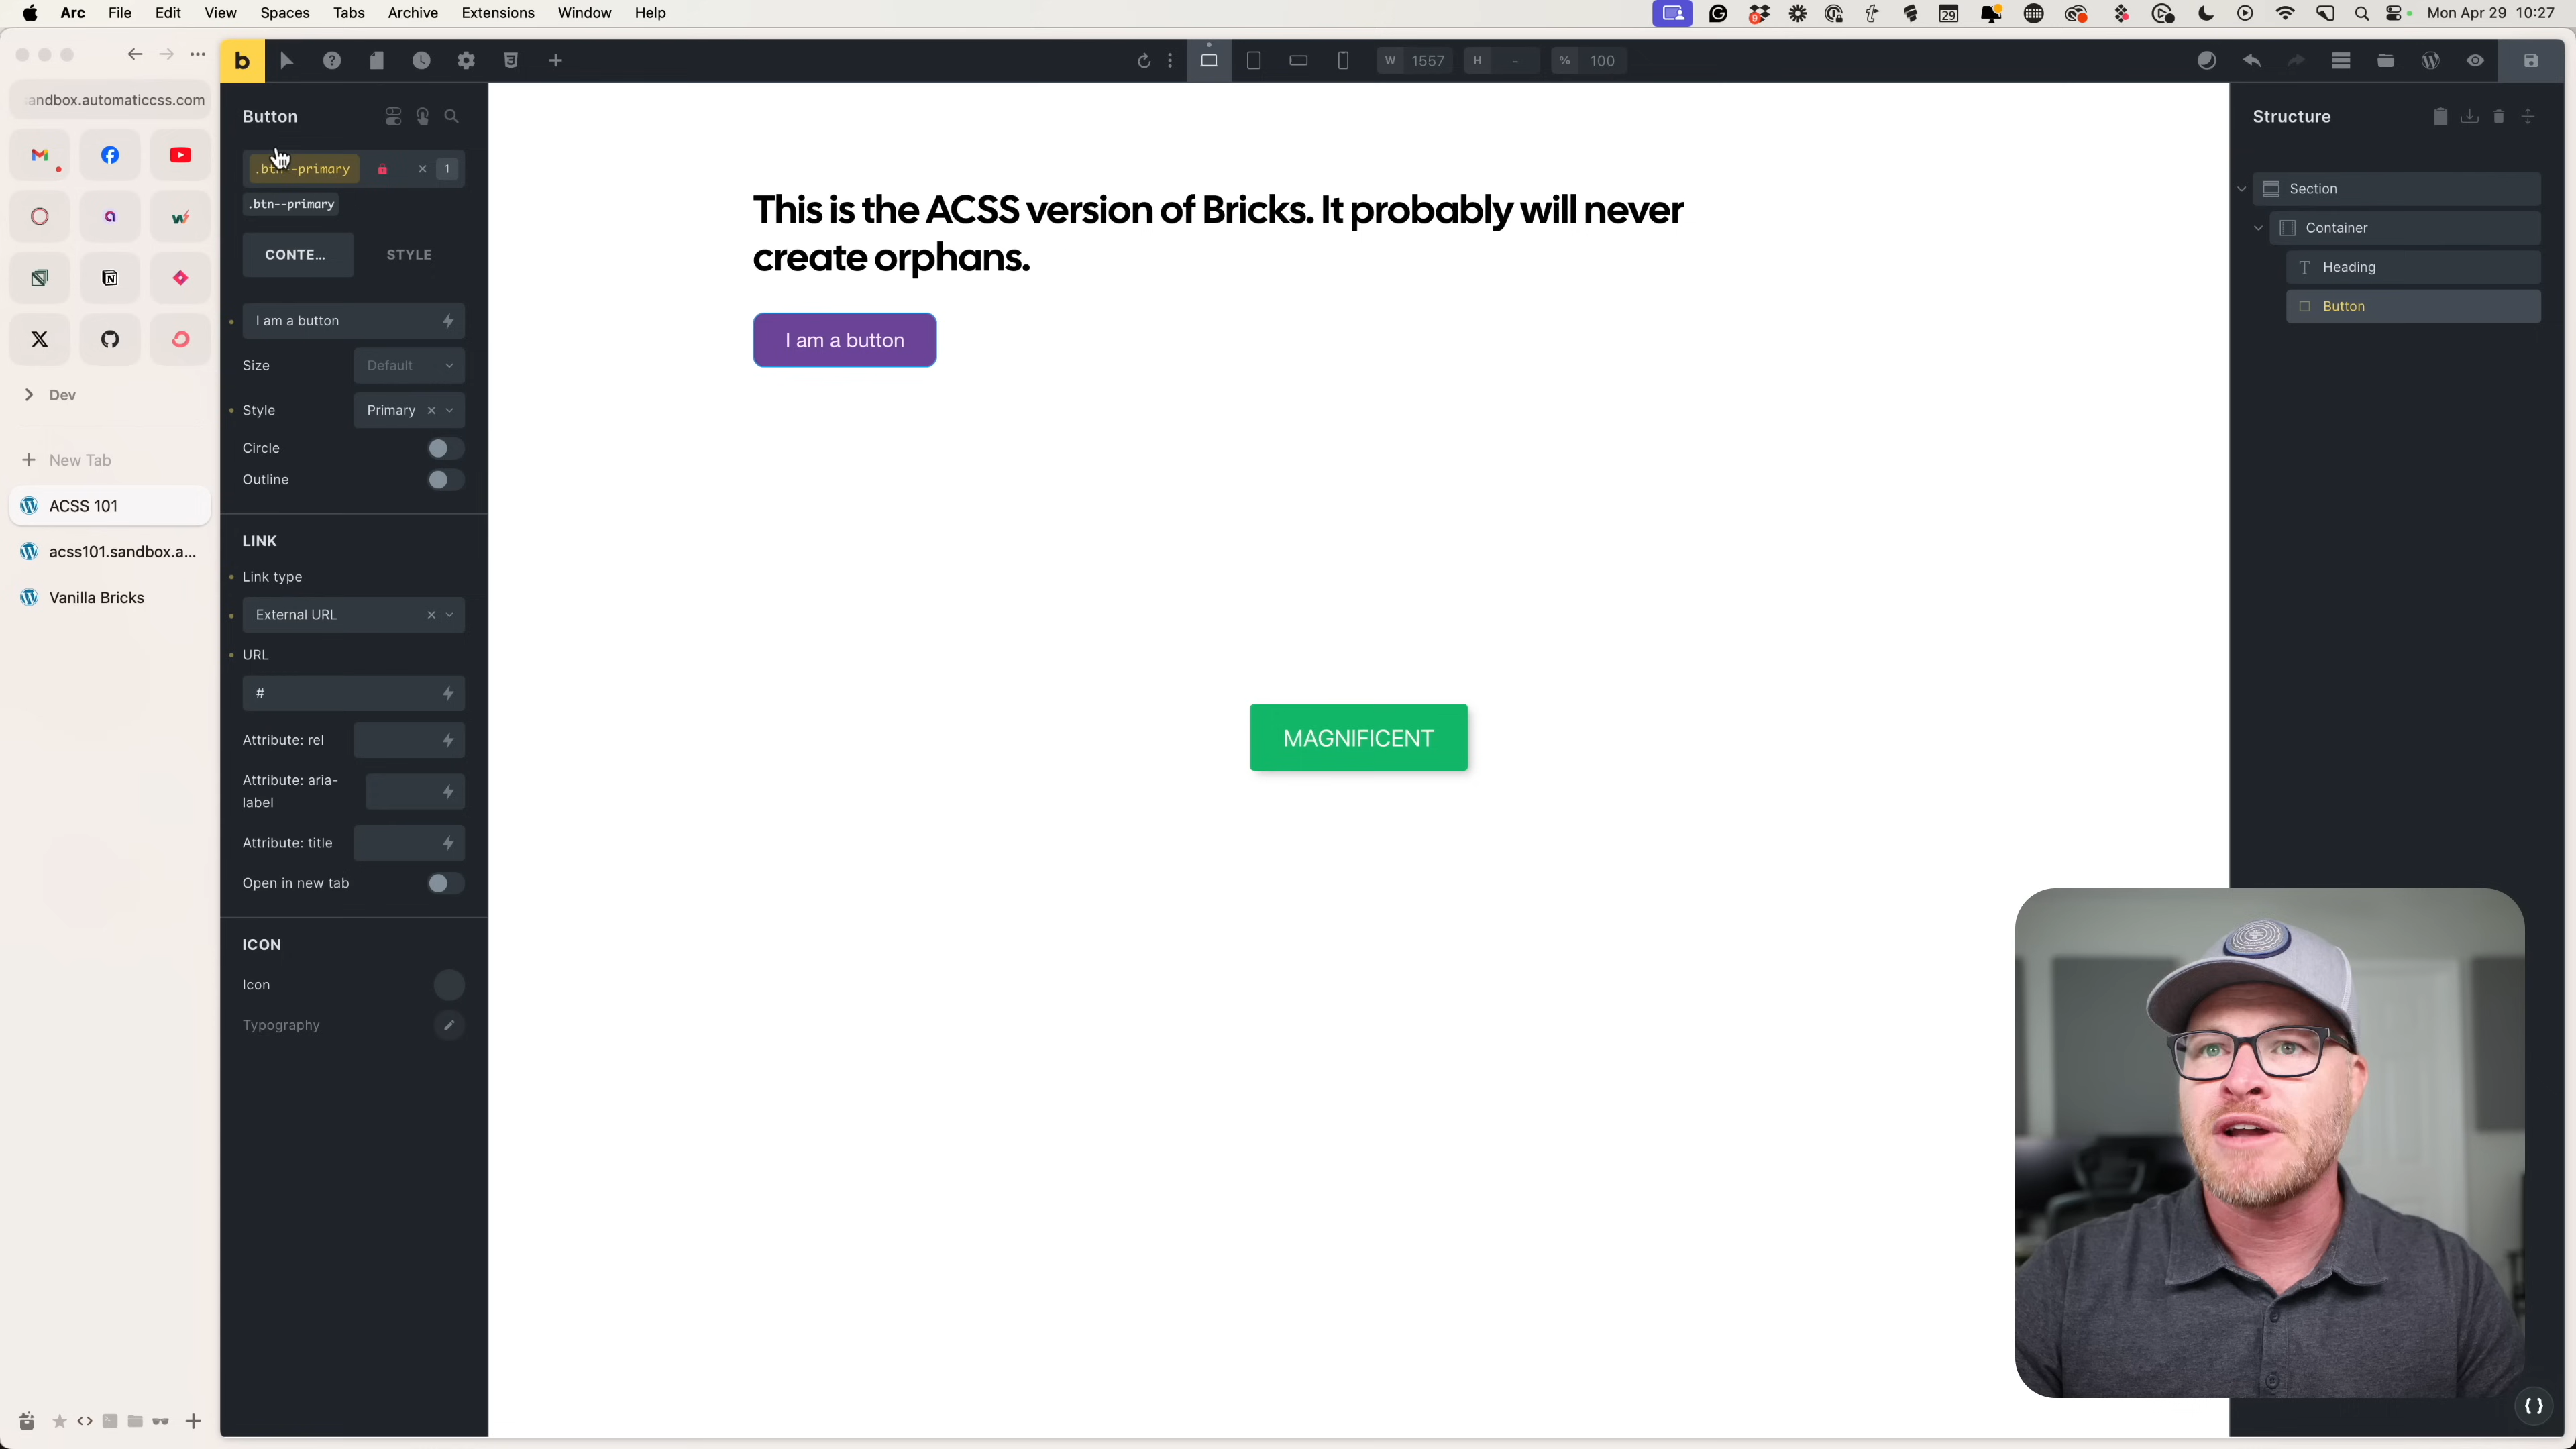 Arc File Edit View Spaces Tabs Archive Extensions Window Help
9 29 Mon Apr 29 10:27
andbox.automaticcss.com
Dev
New Tab
ACSS 101
acss101.sandbox.a...
Vanilla Bricks
b
W 1557 H - % 100
Button
.btn--primary 1
.btn--primary
CONTE... STYLE
I am a button
Size Default
Style Primary
Circle
Outline
LINK
Link type
External URL
URL
#
Attribute: rel
Attribute: aria-
label
Attribute: title
Open in new tab
ICON
Icon
Typography
This is the ACSS version of Bricks. It probably will never
create orphans.
I am a button
MAGNIFICENT
Structure
Section
Container
Heading
Button